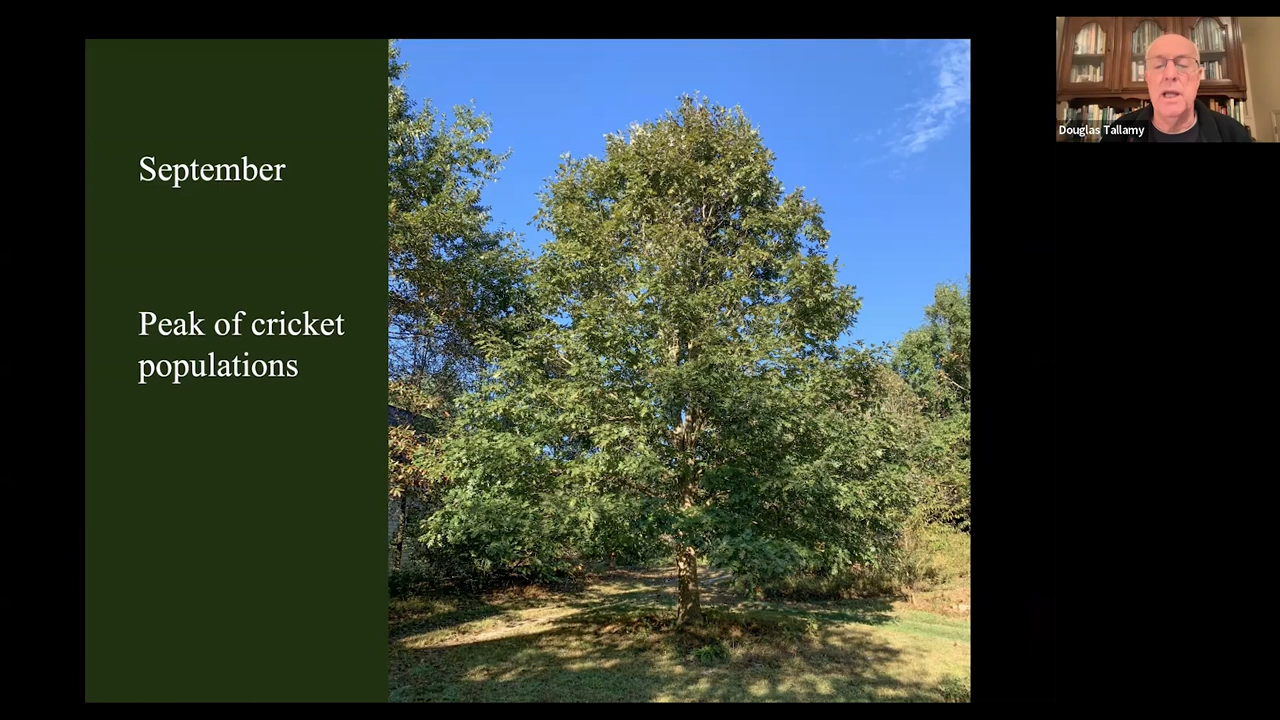 September
Peak of cricket
populations
Douglas Tallamy